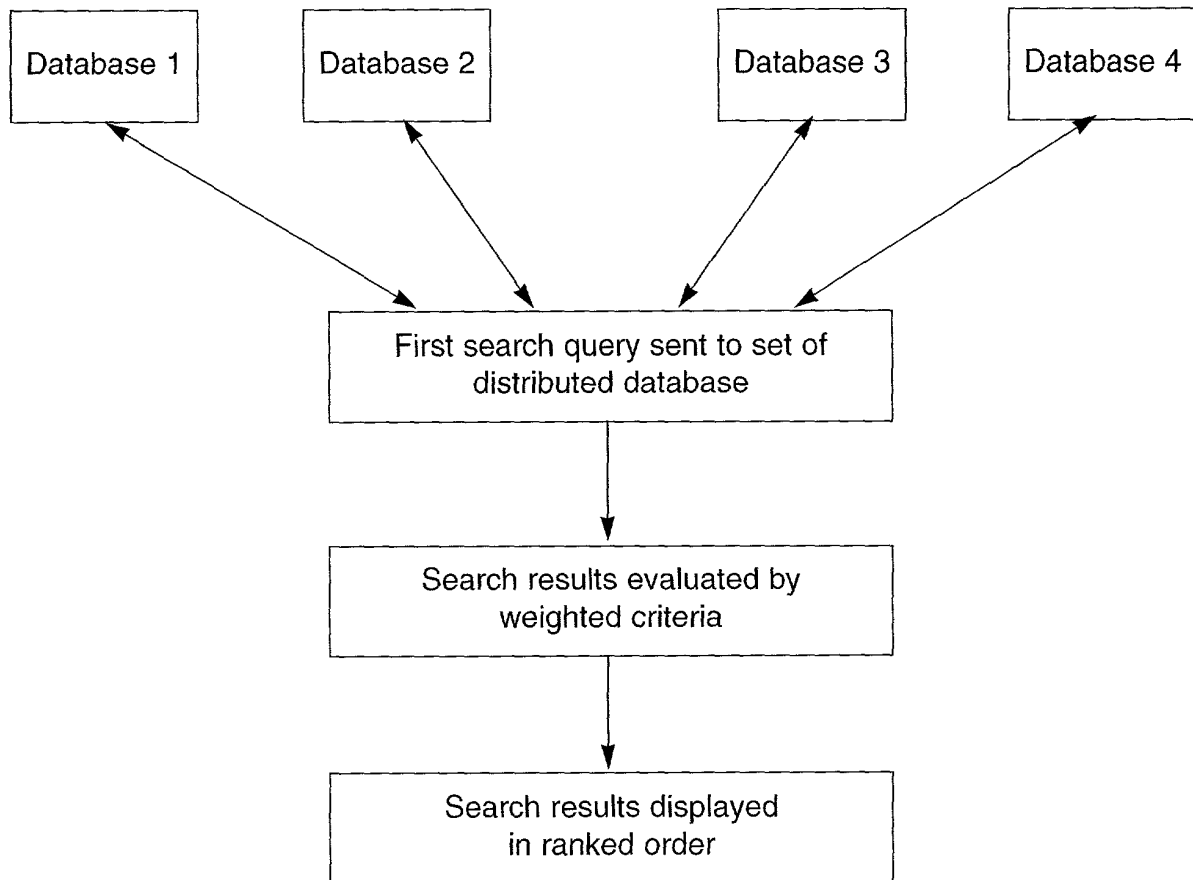 Database 1
Database 2
Database 3
Database 4
First search query sent to set of
distributed database
Search results evaluated by
weighted criteria
Search results displayed
in ranked order